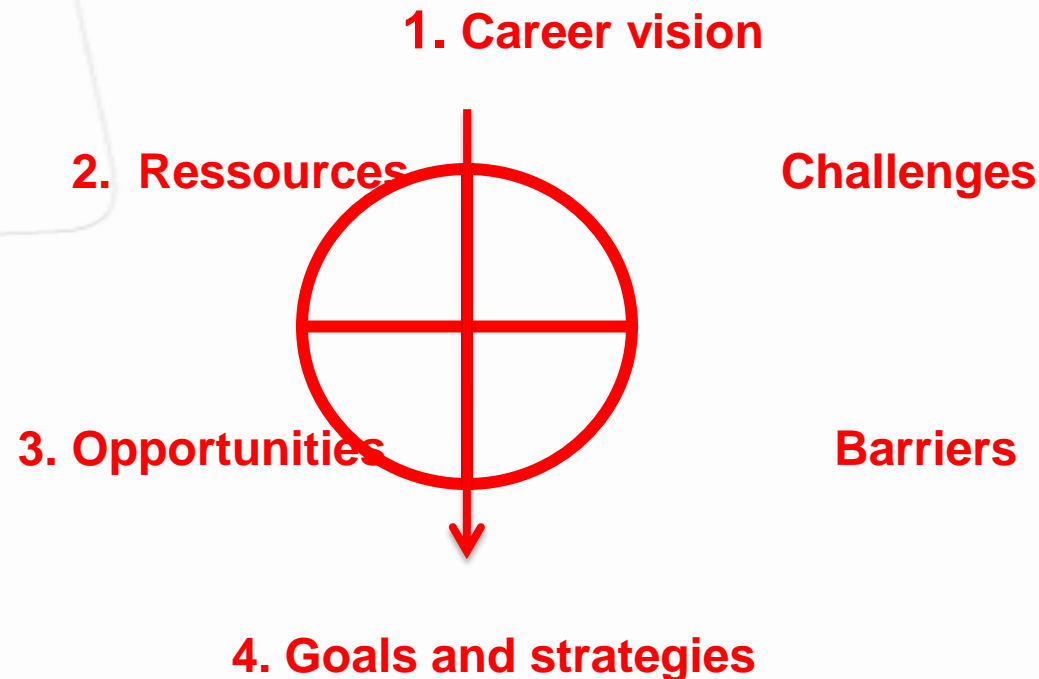 1. Career vision
2. Ressources
Challenges
3. Opportunities
Barriers
4. Goals and strategies